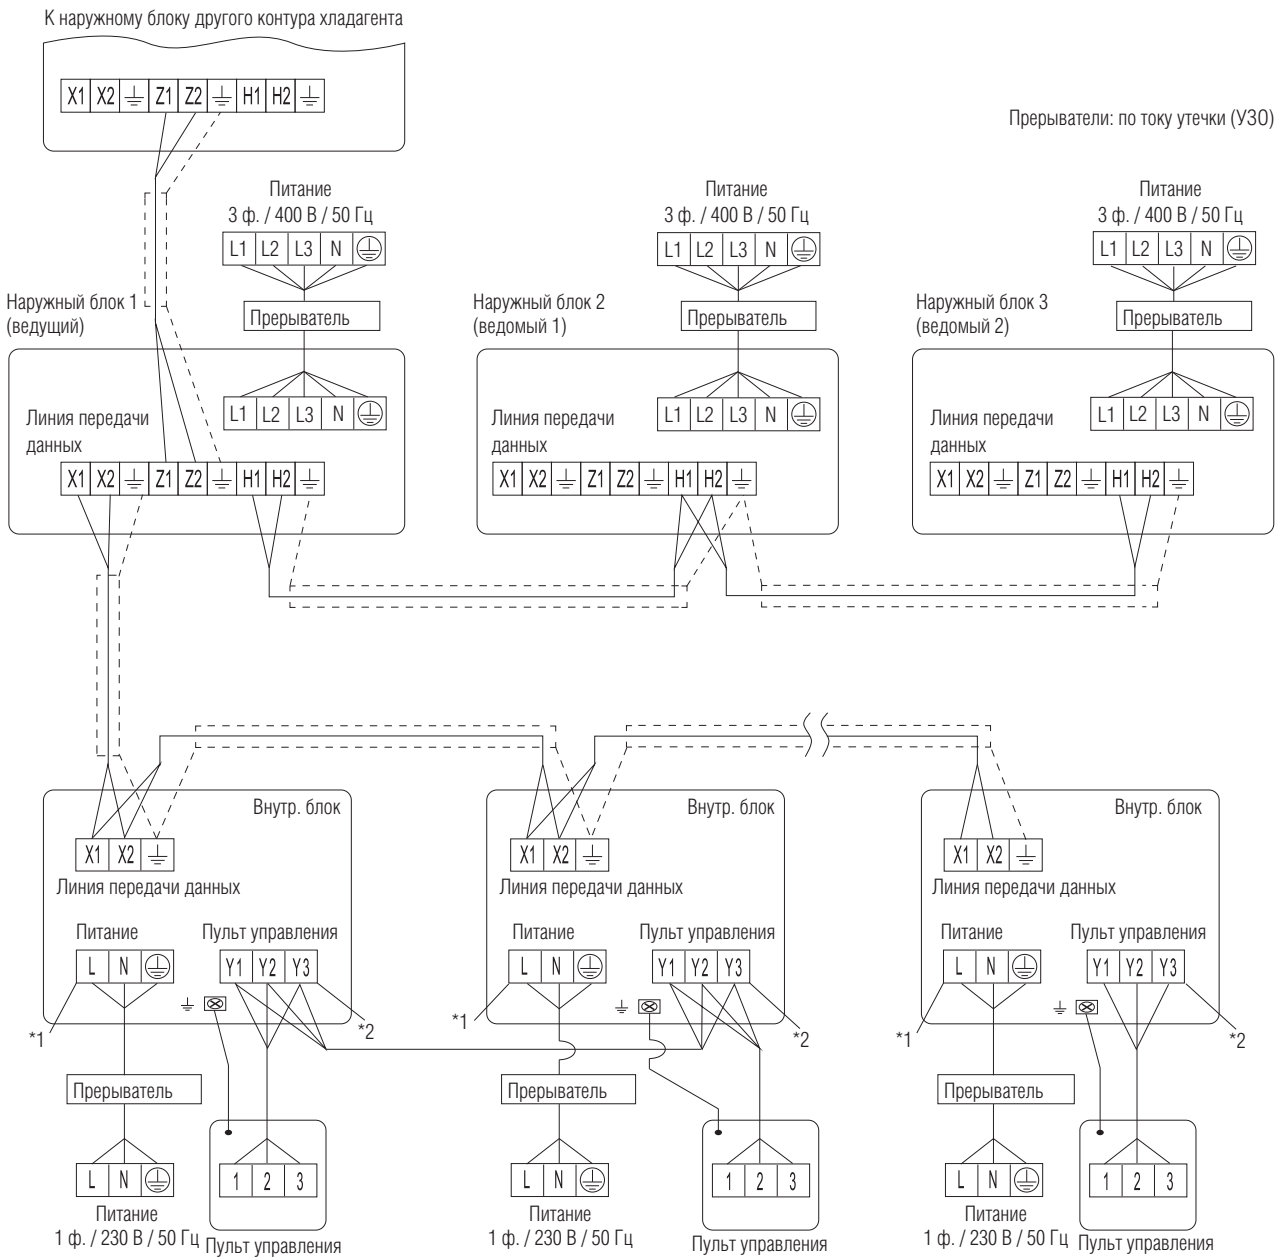 К наружному блоку другого контура хладагента
X1 X2 Z1 Z2 H1 H2
Прерыватели: по току утечки (УЗО)
Питание
3 ф. / 400 В / 50 Гц
L1 L2 L3 N
Прерыватель
Питание
3 ф. / 400 В / 50 Гц
L1 L2 L3 N
Прерыватель
Питание
3 ф. / 400 В / 50 Гц
L1 L2 L3 N
Прерыватель
Наружный блок 1
(ведущий)
L1 L2 L3 N
Линия передачи
данных
X1 X2 Z1 Z2 H1 H2
Наружный блок 2
(ведомый 1)
L1 L2 L3 N
Линия передачи
данных
X1 X2 Z1 Z2 H1 H2
Наружный блок 3
(ведомый 2)
L1 L2 L3 N
Линия передачи
данных
X1 X2 Z1 Z2 H1 H2
Внутр. блок
X1 X2
Линия передачи данных
Питание
L N
Пульт управления
Y1 Y2 Y3
*1
*2
Прерыватель
L N
Питание
1 ф. / 230 В / 50 Гц
1 2 3
Пульт управления
Внутр. блок
X1 X2
Линия передачи данных
Питание
L N
Пульт управления
Y1 Y2 Y3
*1
*2
Прерыватель
L N
Питание
1 ф. / 230 В / 50 Гц
1 2 3
Пульт управления
Внутр. блок
X1 X2
Линия передачи данных
Питание
L N
Пульт управления
Y1 Y2 Y3
*1
*2
Прерыватель
L N
Питание
1 ф. / 230 В / 50 Гц
1 2 3
Пульт управления